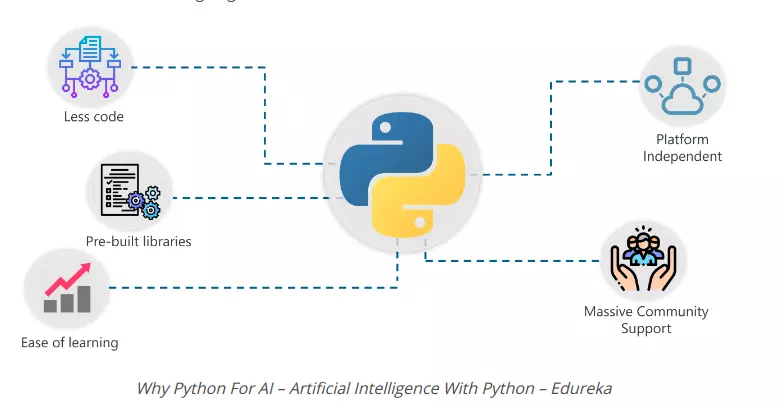 Less code
Platform
Independent
Pre-built libraries
Massive Community
Support
Ease of learning
Why Python For AI – Artificial Intelligence With Python – Edureka